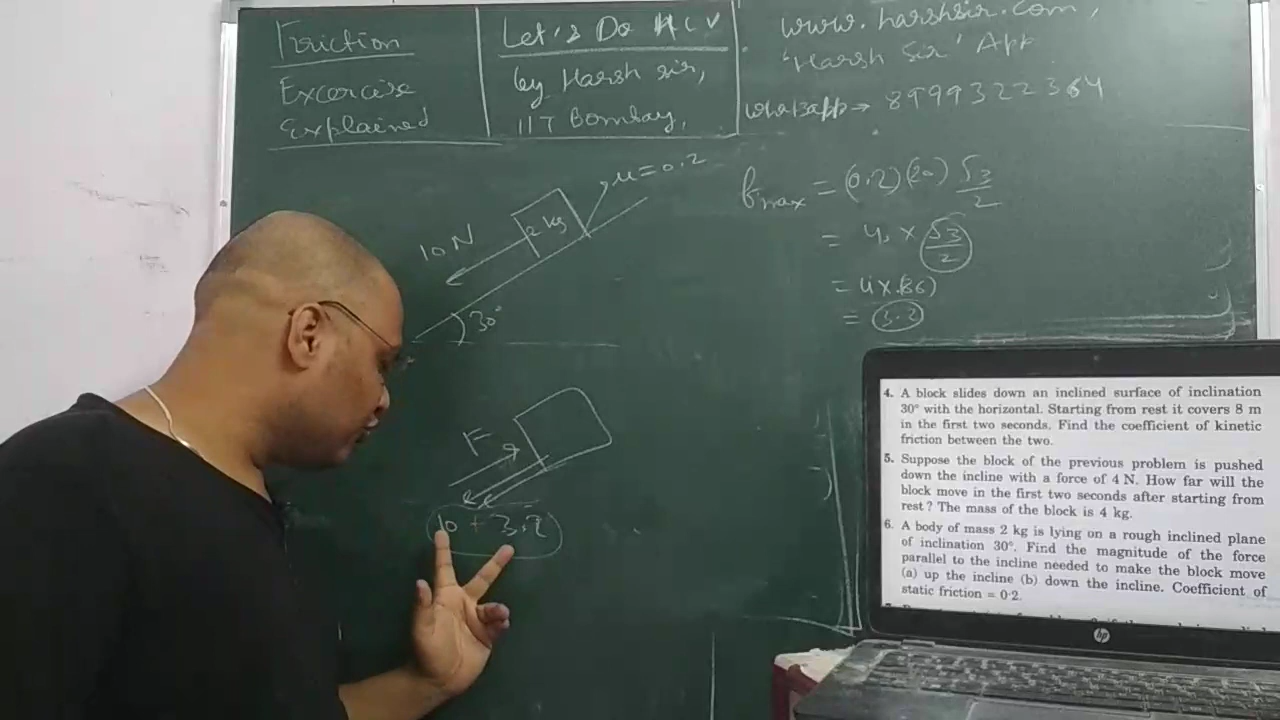 Friction
Excercise
Explained
Let's Do HCV
by Harsh sir,
IIT Bombay,
www.harshsir.com,
'Harsh Sir' App
Whatsapp → 8999322364
10 N
2 kg
μ = 0.2
30°
fmax = (0.2)(20) √3/2
= 4 × √3/2
= 4 × (.86)
= 3.2
F
10 + 3.2
4. A block slides down an inclined surface of inclination
30° with the horizontal. Starting from rest it covers 8 m
in the first two seconds. Find the coefficient of kinetic
friction between the two.
5. Suppose the block of the previous problem is pushed
down the incline with a force of 4 N. How far will the
block move in the first two seconds after starting from
rest ? The mass of the block is 4 kg.
6. A body of mass 2 kg is lying on a rough inclined plane
of inclination 30°. Find the magnitude of the force
parallel to the incline needed to make the block move
(a) up the incline (b) down the incline. Coefficient of
static friction = 0·2.
hp